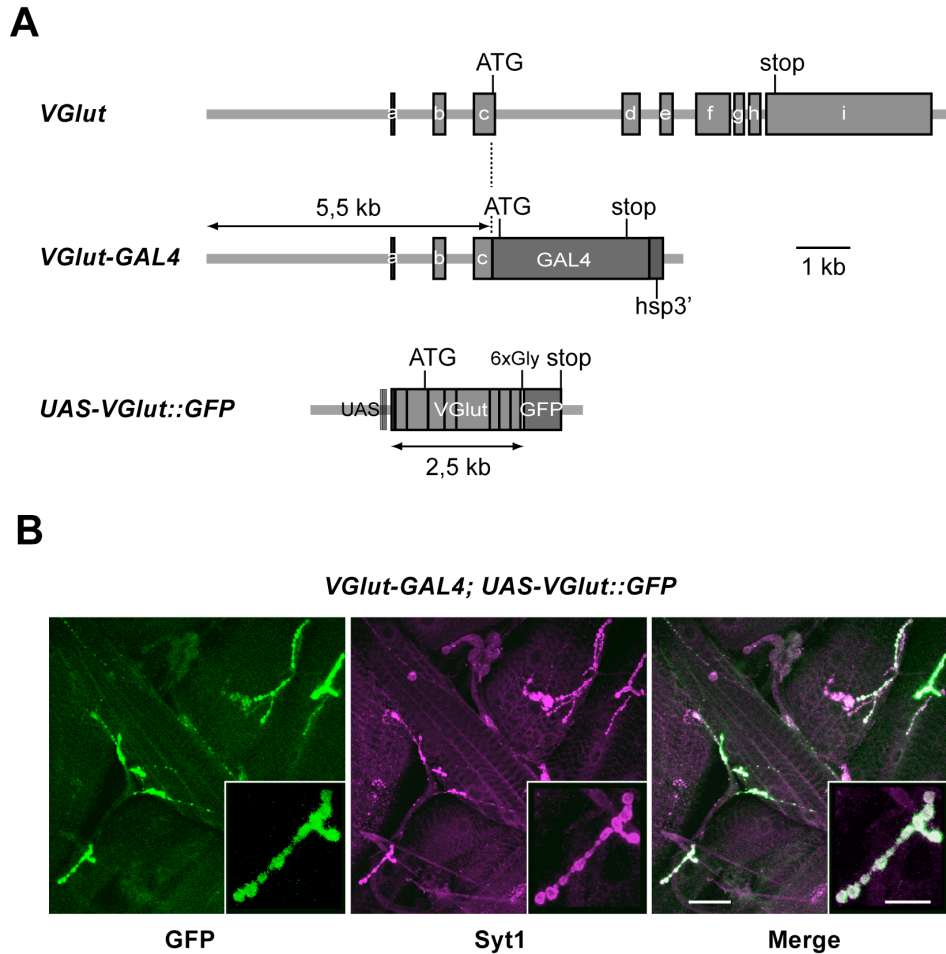 A
ATG
stop
VGlut
a b c d e f g h i
5,5 kb
ATG
stop
VGlut-GAL4
a b c GAL4
1 kb
hsp3'
ATG
6xGly
stop
UAS-VGlut::GFP
UAS VGlut GFP
2,5 kb
B
VGlut-GAL4; UAS-VGlut::GFP
GFP Syt1 Merge